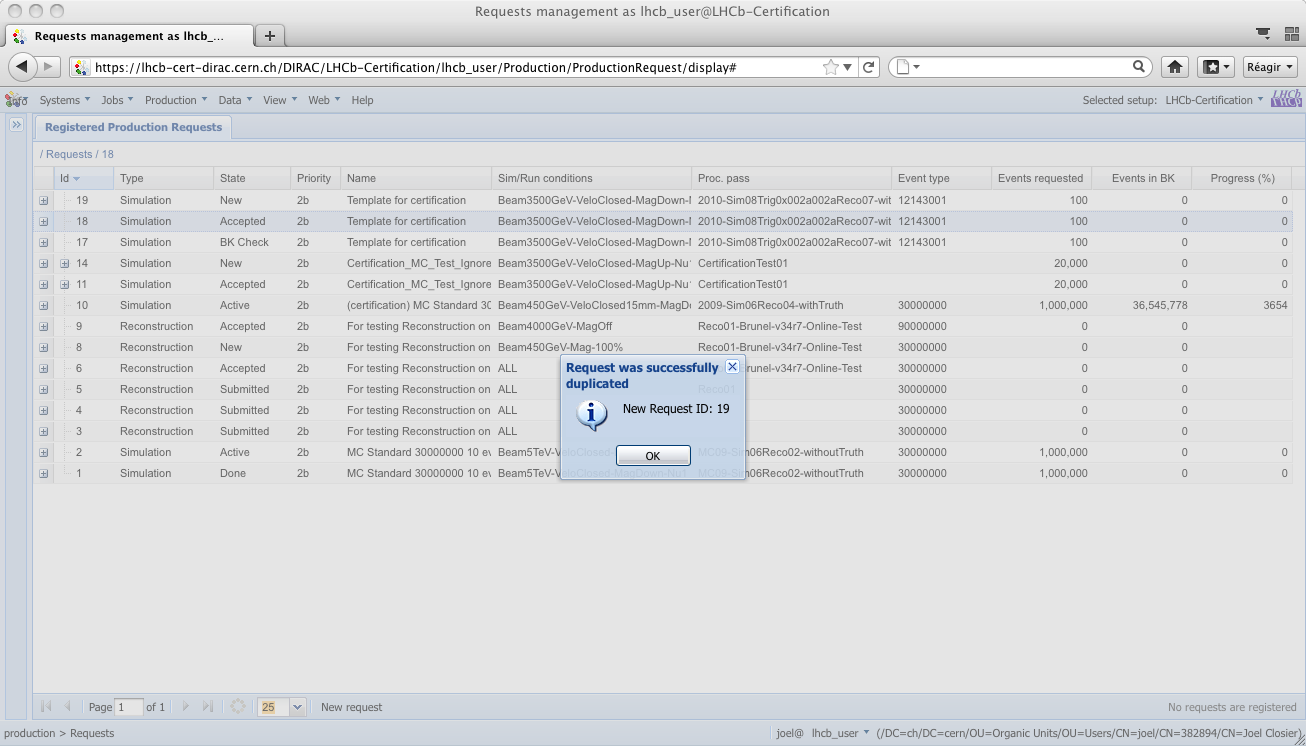 Requests management as lhcb_user@LHCb-Certification
Requests management as lhcb_...
https://lhcb-cert-dirac.cern.ch/DIRAC/LHCb-Certification/lhcb_user/Production/ProductionRequest/display#
Réagir
Systems Jobs Production Data View Web Help Selected setup: LHCb-Certification LHCb
Registered Production Requests
/ Requests / 18
Id Type State Priority Name Sim/Run conditions Proc. pass Event type Events requested Events in BK Progress (%)
19 Simulation New 2b Template for certification Beam3500GeV-VeloClosed-MagDown-N 2010-Sim08Trig0x002a002aReco07-wit 12143001 100 0 0
18 Simulation Accepted 2b Template for certification Beam3500GeV-VeloClosed-MagDown-N 2010-Sim08Trig0x002a002aReco07-wit 12143001 100 0 0
17 Simulation BK Check 2b Template for certification Beam3500GeV-VeloClosed-MagDown-N 2010-Sim08Trig0x002a002aReco07-wit 12143001 100 0 0
14 Simulation New 2b Certification_MC_Test_Ignore Beam3500GeV-VeloClosed-MagUp-Nu1 CertificationTest01 20,000 0 0
11 Simulation Accepted 2b Certification_MC_Test_Ignore Beam3500GeV-VeloClosed-MagUp-Nu1 CertificationTest01 20,000 0 0
10 Simulation Active 2b (certification) MC Standard 30 Beam450GeV-VeloClosed15mm-MagDo 2009-Sim06Reco04-withTruth 30000000 1,000,000 36,545,778 3654
9 Reconstruction Accepted 2b For testing Reconstruction on Beam4000GeV-MagOff Reco01-Brunel-v34r7-Online-Test 90000000 0 0 0
8 Reconstruction New 2b For testing Reconstruction on Beam450GeV-Mag-100% Reco01-Brunel-v34r7-Online-Test 30000000 0 0 0
6 Reconstruction Accepted 2b For testing Reconstruction on ALL runel-v34r7-Online-Test 30000000 0 0 0
5 Reconstruction Submitted 2b For testing Reconstruction on ALL Reco01 30000000 0 0 0
4 Reconstruction Submitted 2b For testing Reconstruction on ALL 30000000 0 0 0
3 Reconstruction Submitted 2b For testing Reconstruction on ALL 30000000 0 0 0
2 Simulation Active 2b MC Standard 30000000 10 ev Beam5TeV-VeloClosed- MC09-Sim06Reco02-withoutTruth 30000000 1,000,000 0 0
1 Simulation Done 2b MC Standard 30000000 10 ev Beam5TeV-VeloClosed-MagDown-Nu1 MC09-Sim06Reco02-withoutTruth 30000000 1,000,000 0 0
Request was successfully
duplicated
New Request ID: 19
OK
Page 1 of 1 25 New request No requests are registered
production > Requests joel@ lhcb_user (/DC=ch/DC=cern/OU=Organic Units/OU=Users/CN=joel/CN=382894/CN=Joel Closier)